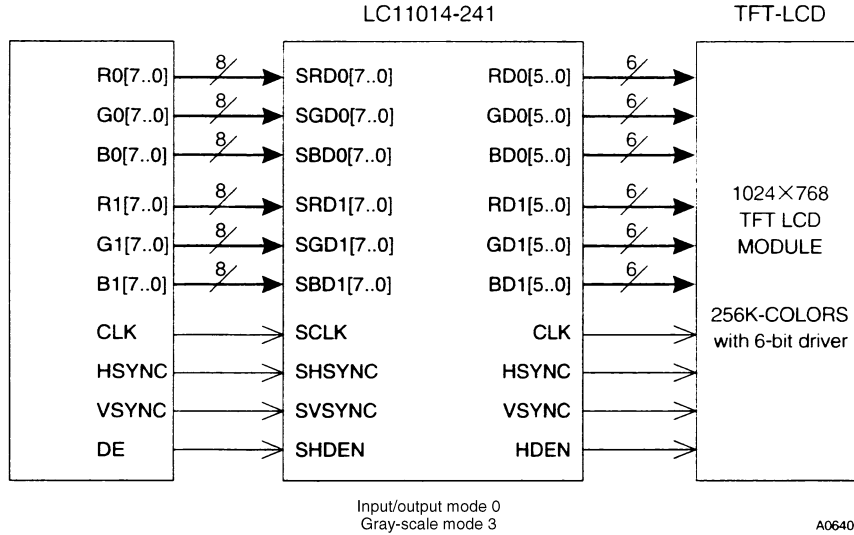 LC11014-241 TFT-LCD
R0[7..0] 8 SRD0[7..0] RD0[5..0] 6
G0[7..0] 8 SGD0[7..0] GD0[5..0] 6
B0[7..0] 8 SBD0[7..0] BD0[5..0] 6
R1[7..0] 8 SRD1[7..0] RD1[5..0] 6
G1[7..0] 8 SGD1[7..0] GD1[5..0] 6
B1[7..0] 8 SBD1[7..0] BD1[5..0] 6
1024×768
TFT LCD
MODULE
256K-COLORS
with 6-bit driver
CLK SCLK CLK
HSYNC SHSYNC HSYNC
VSYNC SVSYNC VSYNC
DE SHDEN HDEN
Input/output mode 0
Gray-scale mode 3
A0640